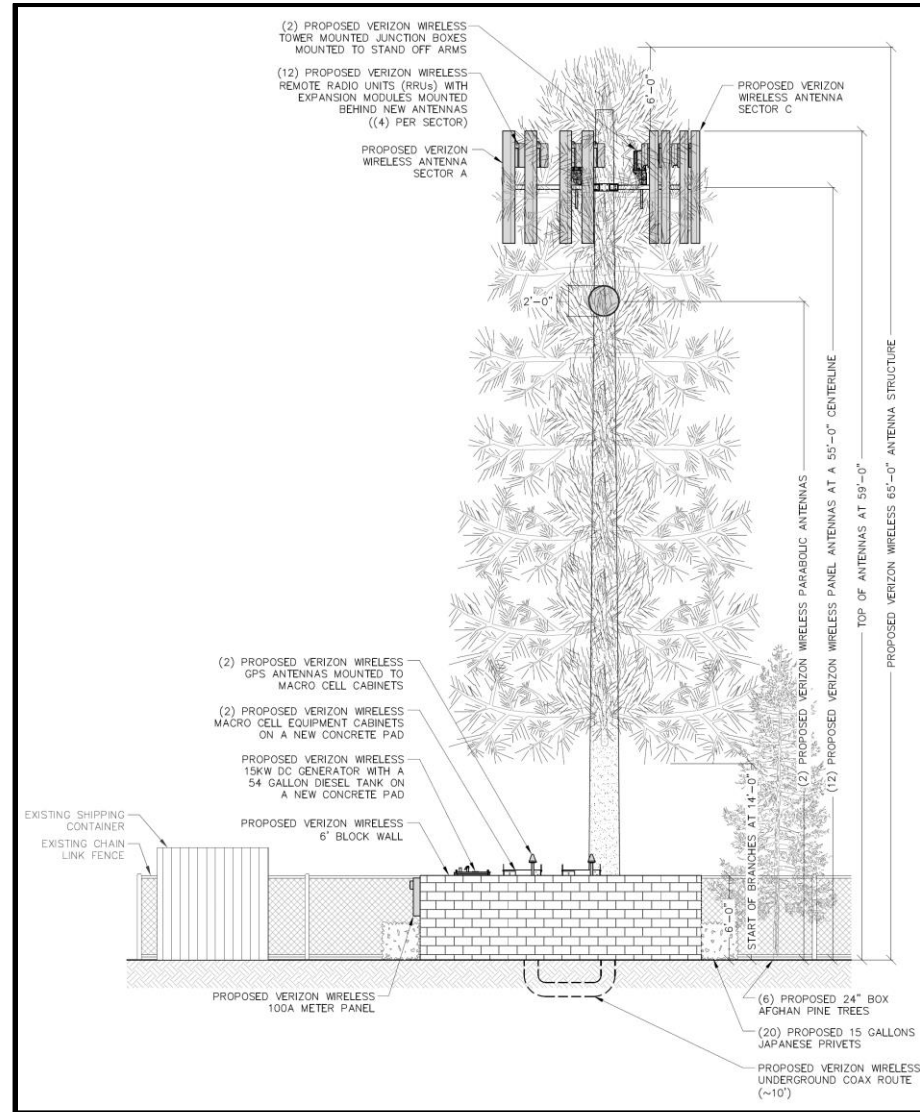 (2) PROPOSED VERIZON WIRELESS
TOWER MOUNTED JUNCTION BOXES
MOUNTED TO STAND OFF ARMS
(12) PROPOSED VERIZON WIRELESS
REMOTE RADIO UNITS (RRUs) WITH
EXPANSION MODULES MOUNTED
BEHIND NEW ANTENNAS
((4) PER SECTOR)
PROPOSED VERIZON
WIRELESS ANTENNA
SECTOR A
6'-0"
PROPOSED VERIZON
WIRELESS ANTENNA
SECTOR C
2'-0"
(2) PROPOSED VERIZON WIRELESS PARABOLIC ANTENNAS
(12) PROPOSED VERIZON WIRELESS PANEL ANTENNAS AT A 55'-0" CENTERLINE
TOP OF ANTENNAS AT 59'-0"
PROPOSED VERIZON WIRELESS 65'-0" ANTENNA STRUCTURE
(2) PROPOSED VERIZON WIRELESS
GPS ANTENNAS MOUNTED TO
MACRO CELL CABINETS
(2) PROPOSED VERIZON WIRELESS
MACRO CELL EQUIPMENT CABINETS
ON A NEW CONCRETE PAD
PROPOSED VERIZON WIRELESS
15KW DC GENERATOR WITH A
54 GALLON DIESEL TANK ON
A NEW CONCRETE PAD
PROPOSED VERIZON WIRELESS
6' BLOCK WALL
EXISTING SHIPPING
CONTAINER
EXISTING CHAIN
LINK FENCE
6'-0"
START OF BRANCHES AT 14'-0"
PROPOSED VERIZON WIRELESS
100A METER PANEL
(6) PROPOSED 24" BOX
AFGHAN PINE TREES
(20) PROPOSED 15 GALLONS
JAPANESE PRIVETS
PROPOSED VERIZON WIRELESS
UNDERGROUND COAX ROUTE
(~10')